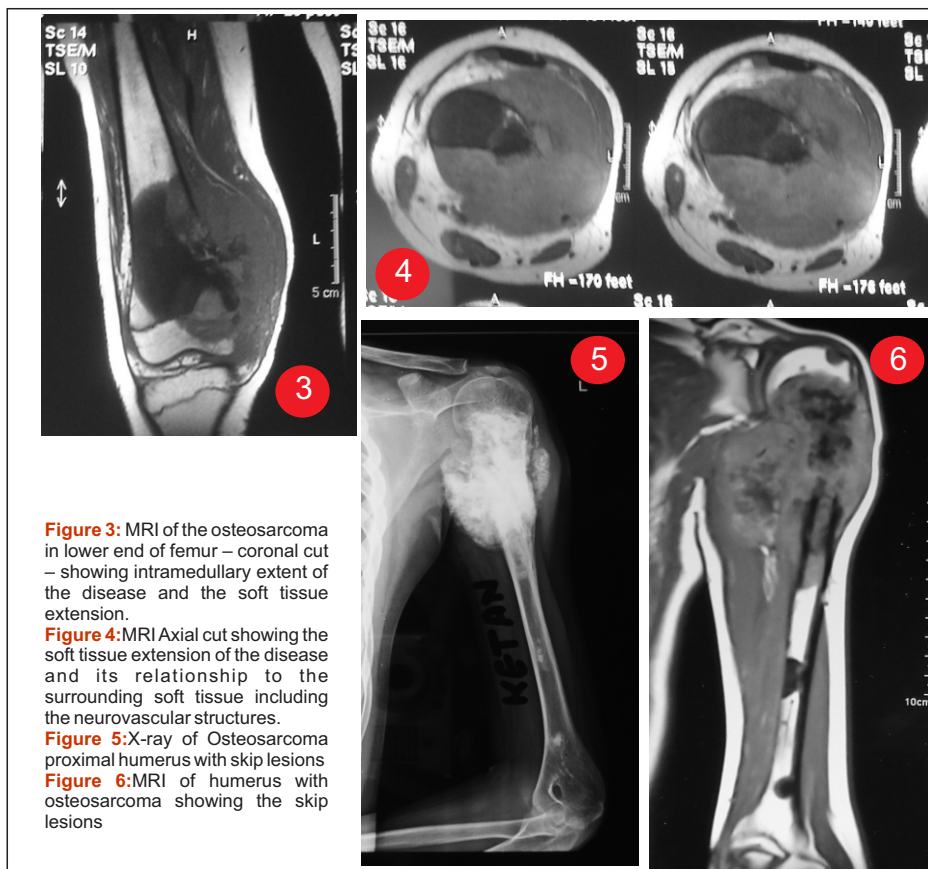 Sc 14
TSE/M
SL 10
H
L
5 cm
3
Sc 16
TSE/M
SL 16
A
FH =170 feet
A
4
Sc 16
TSE/M
SL 16
A
L
FH =176 feet
A
5
L
KETAN
6
10cm
Figure 3: MRI of the osteosarcoma
in lower end of femur – coronal cut
– showing intramedullary extent of
the disease and the soft tissue
extension.
Figure 4:MRI Axial cut showing the
soft tissue extension of the disease
and its relationship to the
surrounding soft tissue including
the neurovascular structures.
Figure 5:X-ray of Osteosarcoma
proximal humerus with skip lesions
Figure 6:MRI of humerus with
osteosarcoma showing the skip
lesions